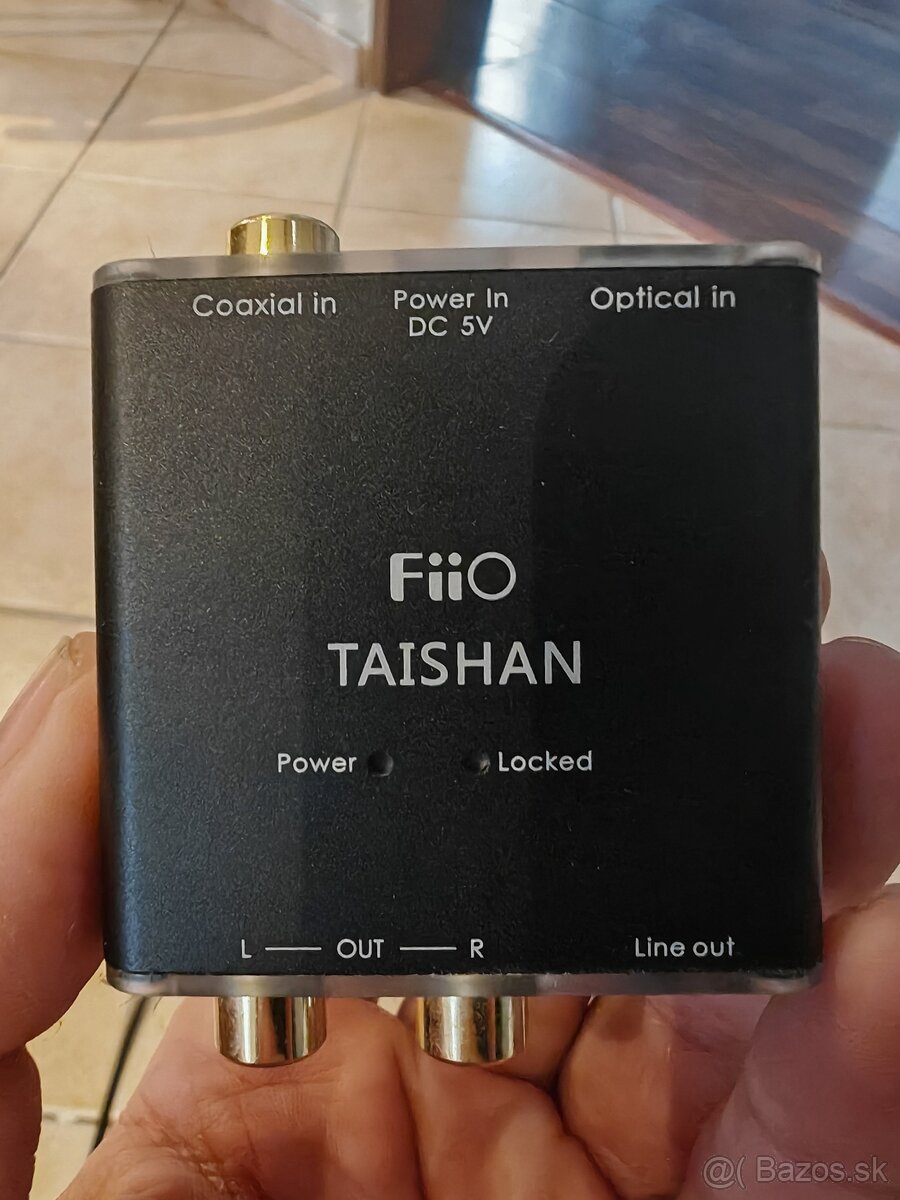 Coaxial in
Power In
DC 5V
Optical in
FiiO
TAISHAN
Power
Locked
L OUT R
Line out
@( Bazos.sk